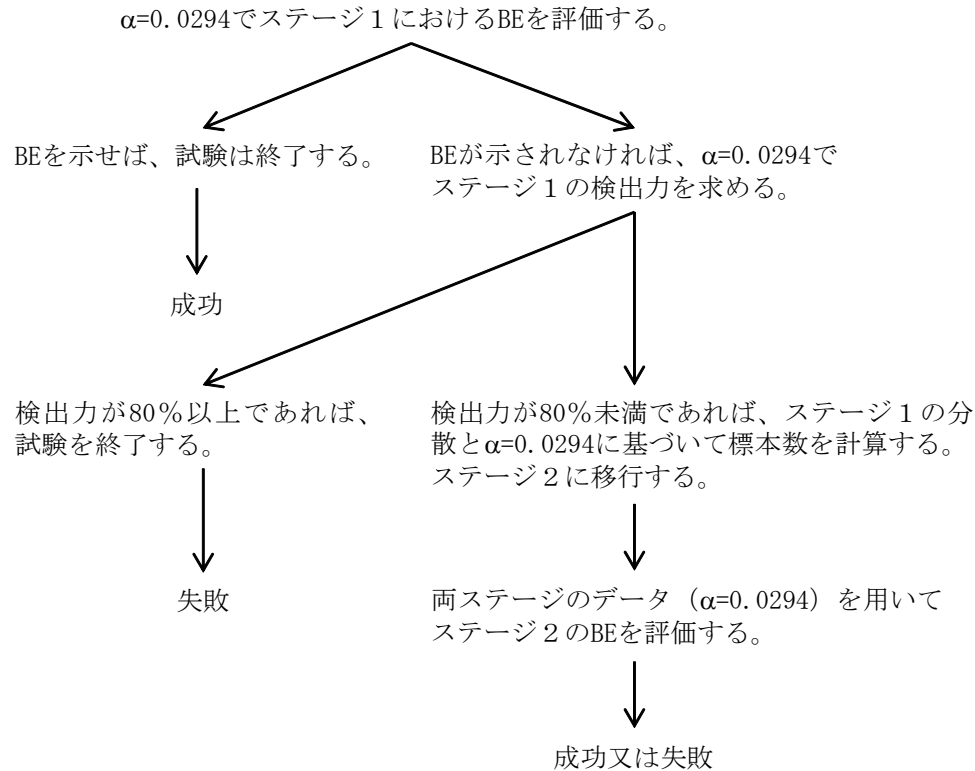 α=0.0294でステージ1におけるBEを評価する。
BEを示せば、試験は終了する。
BEが示されなければ、α=0.0294で
ステージ1の検出力を求める。
成功
検出力が80％以上であれば、
試験を終了する。
検出力が80％未満であれば、ステージ1の分
散とα=0.0294に基づいて標本数を計算する。
ステージ2に移行する。
失敗
両ステージのデータ（α=0.0294）を用いて
ステージ2のBEを評価する。
成功又は失敗